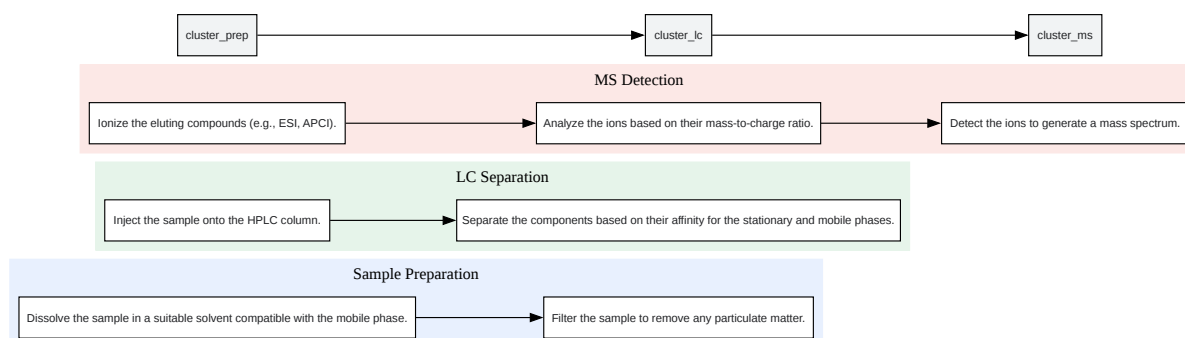 cluster_prep
cluster_lc
cluster_ms
MS Detection
Ionize the eluting compounds (e.g., ESI, APCI).
Analyze the ions based on their mass-to-charge ratio.
Detect the ions to generate a mass spectrum.
LC Separation
Inject the sample onto the HPLC column.
Separate the components based on their affinity for the stationary and mobile phases.
Sample Preparation
Dissolve the sample in a suitable solvent compatible with the mobile phase.
Filter the sample to remove any particulate matter.